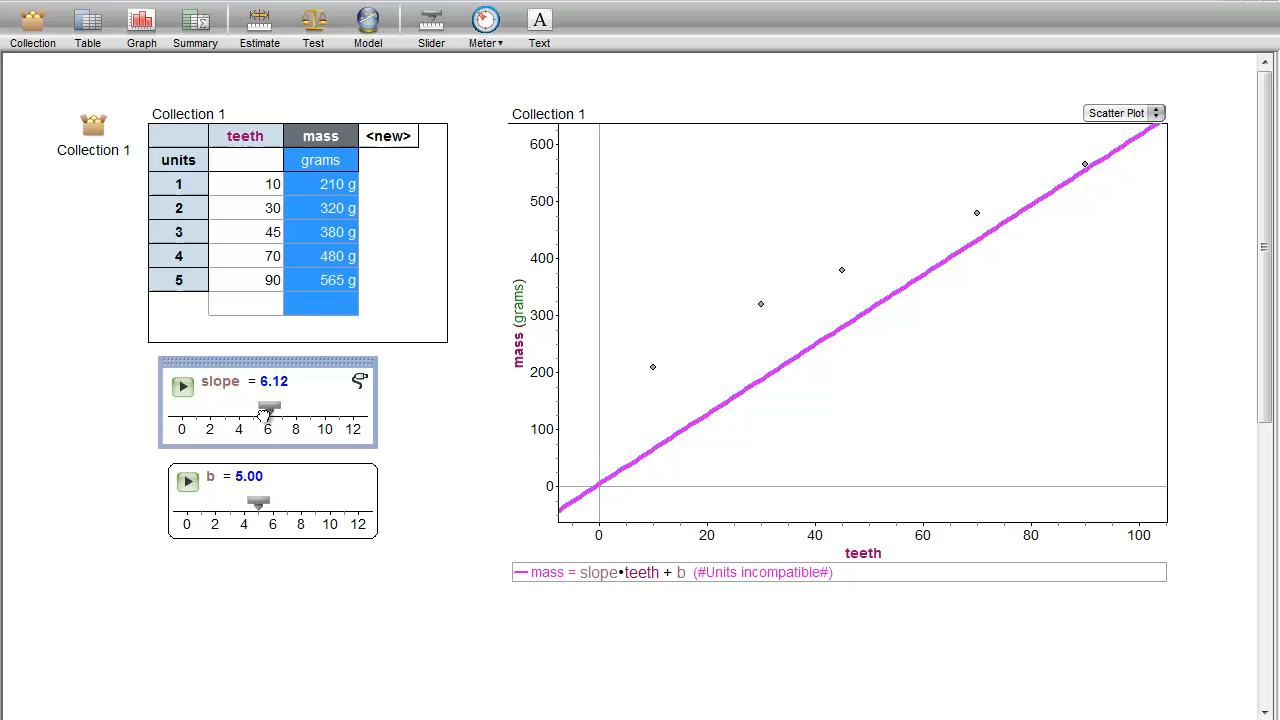 Collection Table Graph Summary Estimate Test Model Slider Meter▾ Text
Collection 1
Collection 1
teeth mass <new>
units grams
1 10 210 g
2 30 320 g
3 45 380 g
4 70 480 g
5 90 565 g
slope = 6.12
0 2 4 6 8 10 12
b = 5.00
0 2 4 6 8 10 12
Collection 1 Scatter Plot
600
500
400
300
200
100
0
mass (grams)
0 20 40 60 80 100
teeth
mass = slope•teeth + b (#Units incompatible#)